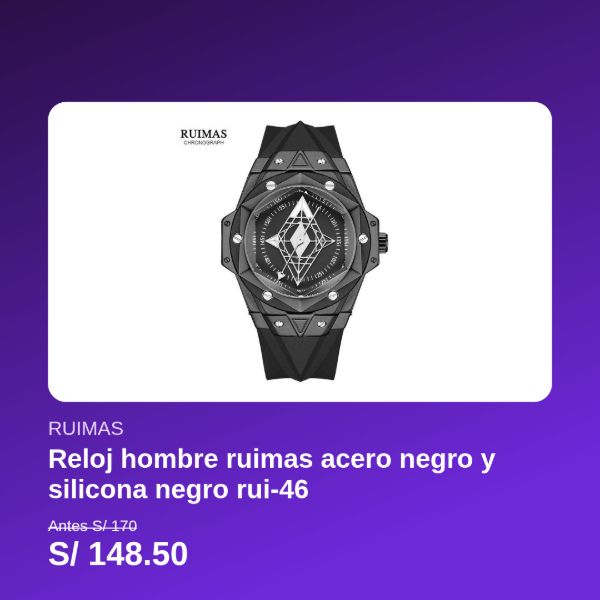 RUIMAS
CHRONOGRAPH
RUIMAS
Reloj hombre ruimas acero negro y
silicona negro rui-46
Antes S/ 170
S/ 148.50